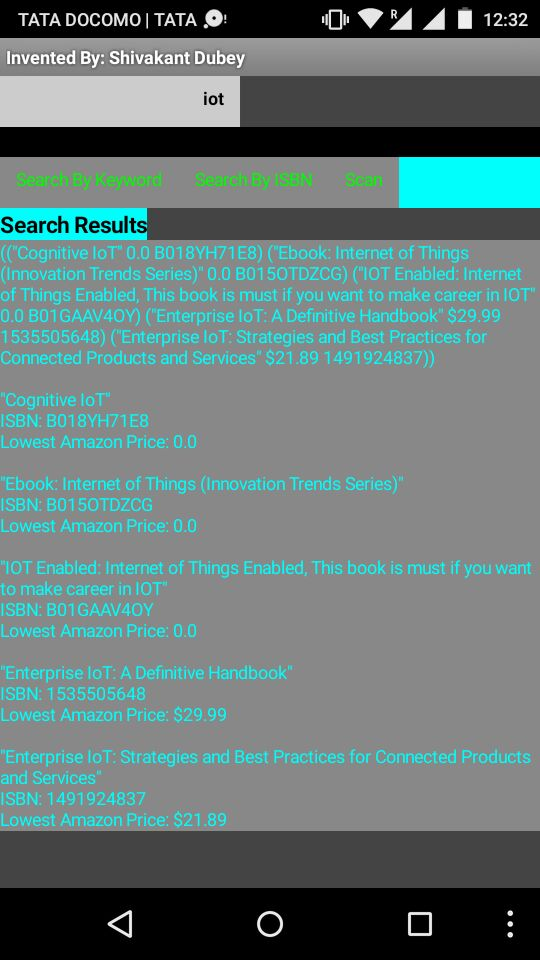 TATA DOCOMO | TATA
R
12:32
Invented By: Shivakant Dubey
iot
Search By Keyword Search By ISBN Scan
Search Results
(("Cognitive IoT" 0.0 B018YH71E8) ("Ebook: Internet of Things
(Innovation Trends Series)" 0.0 B015OTDZCG) ("IOT Enabled: Internet
of Things Enabled, This book is must if you want to make career in IOT"
0.0 B01GAAV4OY) ("Enterprise IoT: A Definitive Handbook" $29.99
1535505648) ("Enterprise IoT: Strategies and Best Practices for
Connected Products and Services" $21.89 1491924837))
"Cognitive IoT"
ISBN: B018YH71E8
Lowest Amazon Price: 0.0
"Ebook: Internet of Things (Innovation Trends Series)"
ISBN: B015OTDZCG
Lowest Amazon Price: 0.0
"IOT Enabled: Internet of Things Enabled, This book is must if you want
to make career in IOT"
ISBN: B01GAAV4OY
Lowest Amazon Price: 0.0
"Enterprise IoT: A Definitive Handbook"
ISBN: 1535505648
Lowest Amazon Price: $29.99
"Enterprise IoT: Strategies and Best Practices for Connected Products
and Services"
ISBN: 1491924837
Lowest Amazon Price: $21.89